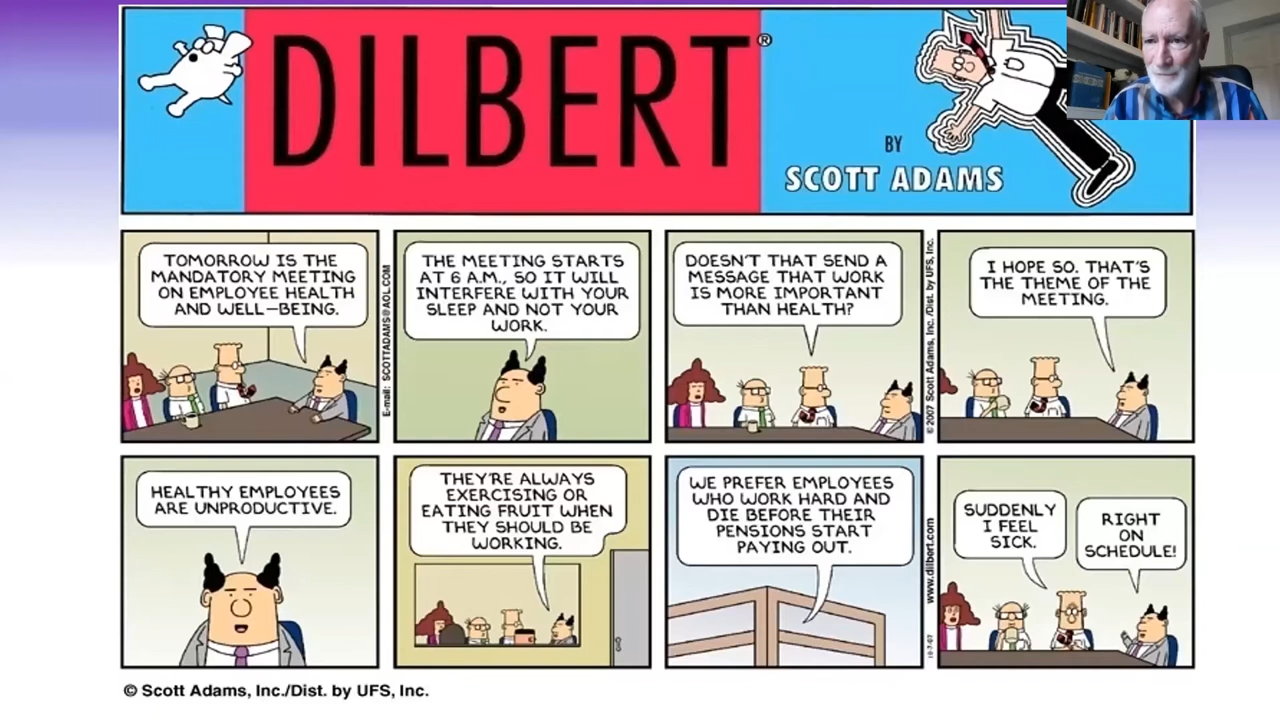 DILBERT®
BY
SCOTT ADAMS
TOMORROW IS THE
MANDATORY MEETING
ON EMPLOYEE HEALTH
AND WELL-BEING.
E-mail: SCOTTADAMS@AOL.COM
THE MEETING STARTS
AT 6 A.M., SO IT WILL
INTERFERE WITH YOUR
SLEEP AND NOT YOUR
WORK.
DOESN'T THAT SEND A
MESSAGE THAT WORK
IS MORE IMPORTANT
THAN HEALTH?
© 2007 Scott Adams, Inc./Dist. by UFS, Inc.
I HOPE SO. THAT'S
THE THEME OF THE
MEETING.
HEALTHY EMPLOYEES
ARE UNPRODUCTIVE.
THEY'RE ALWAYS
EXERCISING OR
EATING FRUIT WHEN
THEY SHOULD BE
WORKING.
WE PREFER EMPLOYEES
WHO WORK HARD AND
DIE BEFORE THEIR
PENSIONS START
PAYING OUT.
www.dilbert.com
10-7-07
SUDDENLY
I FEEL
SICK.
RIGHT
ON
SCHEDULE!
© Scott Adams, Inc./Dist. by UFS, Inc.